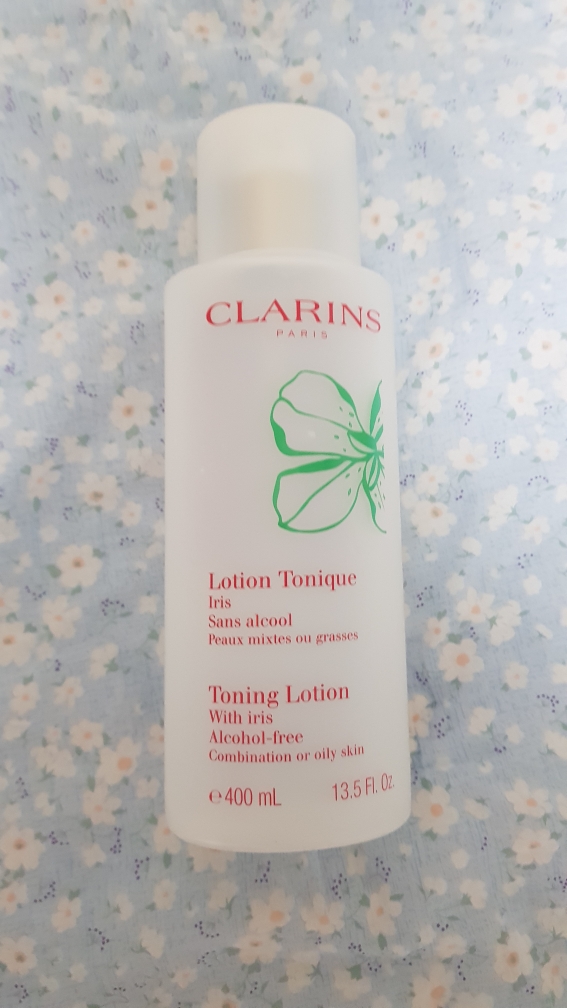 CLARINS
PARIS
Lotion Tonique
Iris
Sans alcool
Peaux mixtes ou grasses
Toning Lotion
With iris
Alcohol-free
Combination or oily skin
℮400 mL 13.5 Fl. Oz.